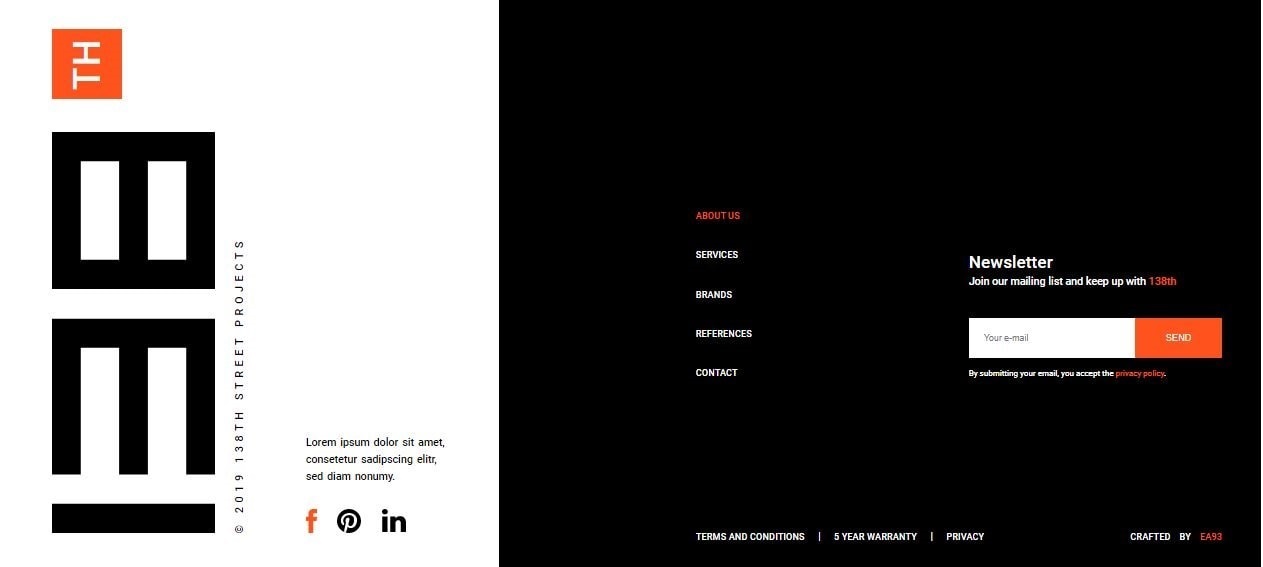 138
TH
© 2019 138TH STREET PROJECTS
Lorem ipsum dolor sit amet,
consetetur sadipscing elitr,
sed diam nonumy.
ABOUT US
SERVICES
BRANDS
REFERENCES
CONTACT
Newsletter
Join our mailing list and keep up with 138th
Your e-mail
SEND
By submitting your email, you accept the privacy policy.
TERMS AND CONDITIONS | 5 YEAR WARRANTY | PRIVACY
CRAFTED BY EA93